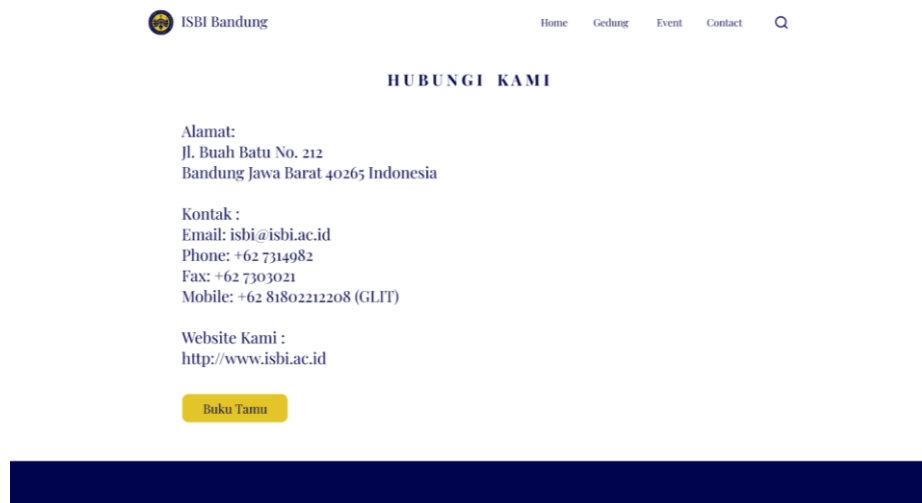 ISBI Bandung
Home Gedung Event Contact
HUBUNGI KAMI
Alamat:
Jl. Buah Batu No. 212
Bandung Jawa Barat 40265 Indonesia
Kontak :
Email: isbi@isbi.ac.id
Phone: +62 7314982
Fax: +62 7303021
Mobile: +62 81802212208 (GLIT)
Website Kami :
http://www.isbi.ac.id
Buku Tamu